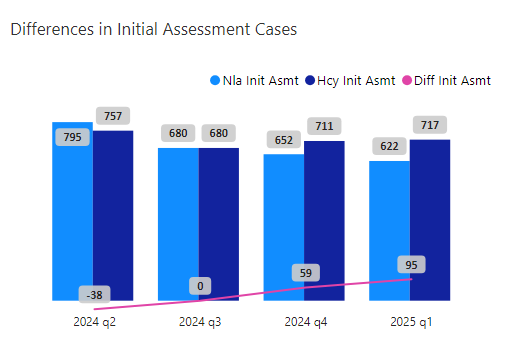 Differences in Initial Assessment Cases
Nla Init Asmt Hcy Init Asmt Diff Init Asmt
795 757 680 680 652 711 622 717
-38 0 59 95
2024 q2 2024 q3 2024 q4 2025 q1